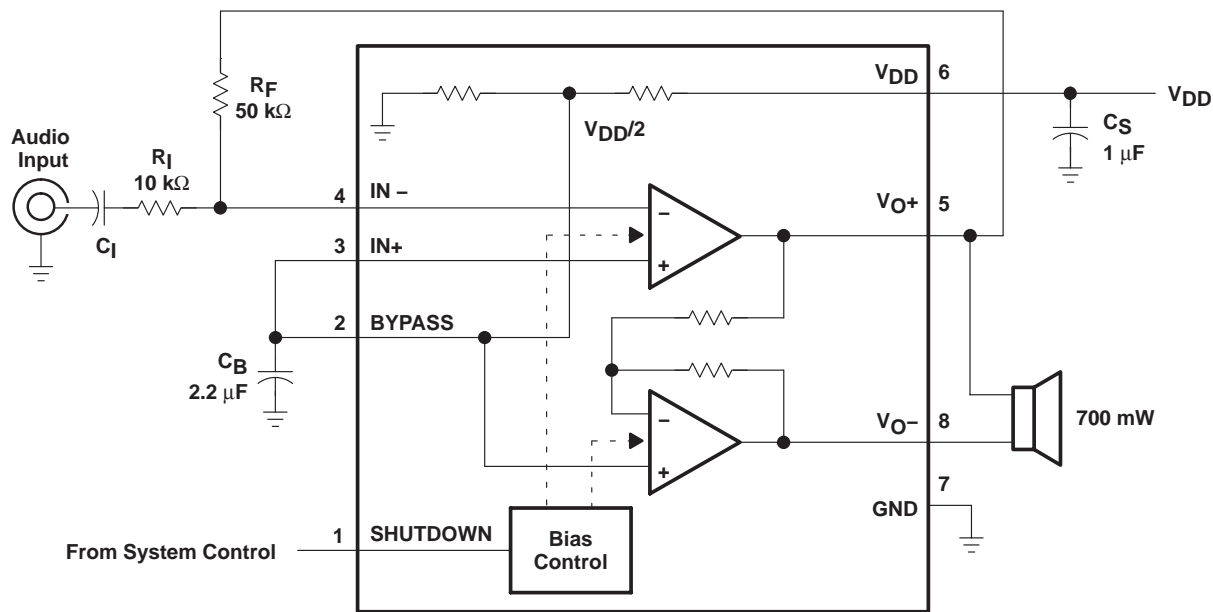 VDD 6
RF
50 kΩ
VDD
VDD/2
CS
1 μF
Audio
Input
RI
10 kΩ
4 IN –
VO+ 5
–
CI
3 IN+
+
2 BYPASS
CB
2.2 μF
–
VO– 8
700 mW
+
7
GND
1 SHUTDOWN
Bias
Control
From System Control